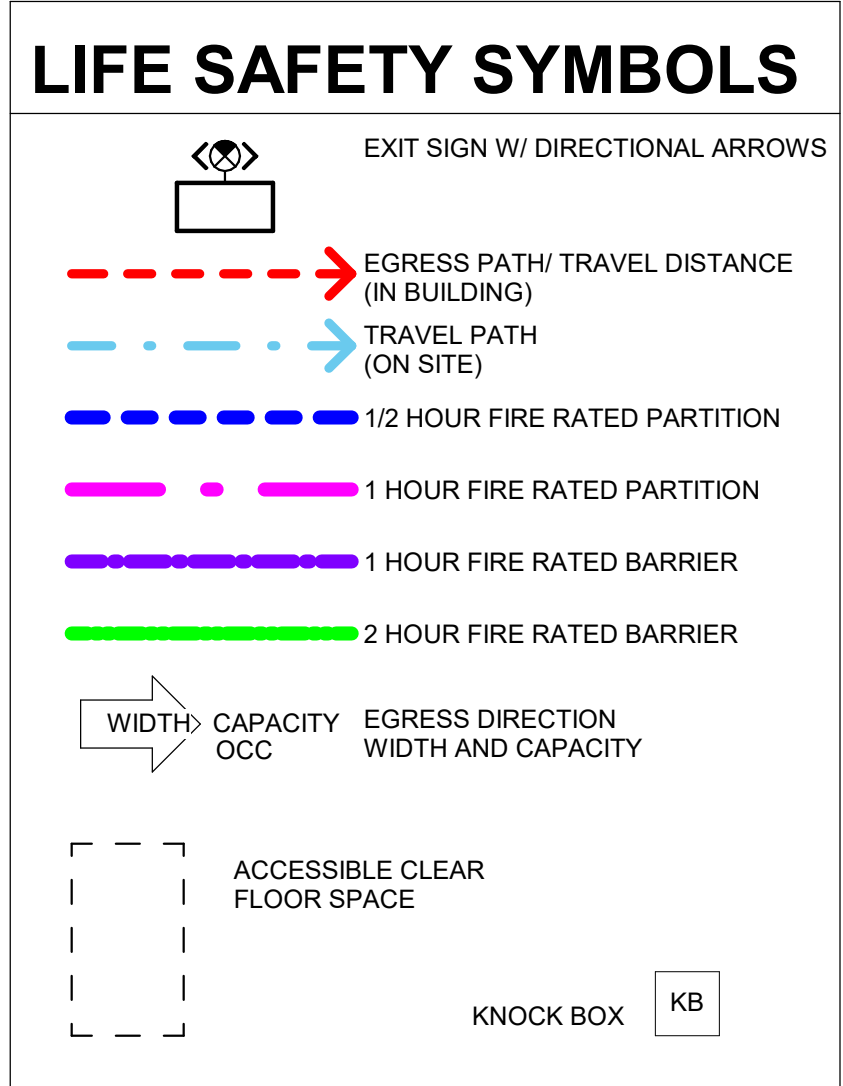 LIFE SAFETY SYMBOLS
EXIT SIGN W/ DIRECTIONAL ARROWS
EGRESS PATH/ TRAVEL DISTANCE
(IN BUILDING)
TRAVEL PATH
(ON SITE)
1/2 HOUR FIRE RATED PARTITION
1 HOUR FIRE RATED PARTITION
1 HOUR FIRE RATED BARRIER
2 HOUR FIRE RATED BARRIER
WIDTH
CAPACITY
OCC
EGRESS DIRECTION
WIDTH AND CAPACITY
ACCESSIBLE CLEAR
FLOOR SPACE
KNOCK BOX
KB